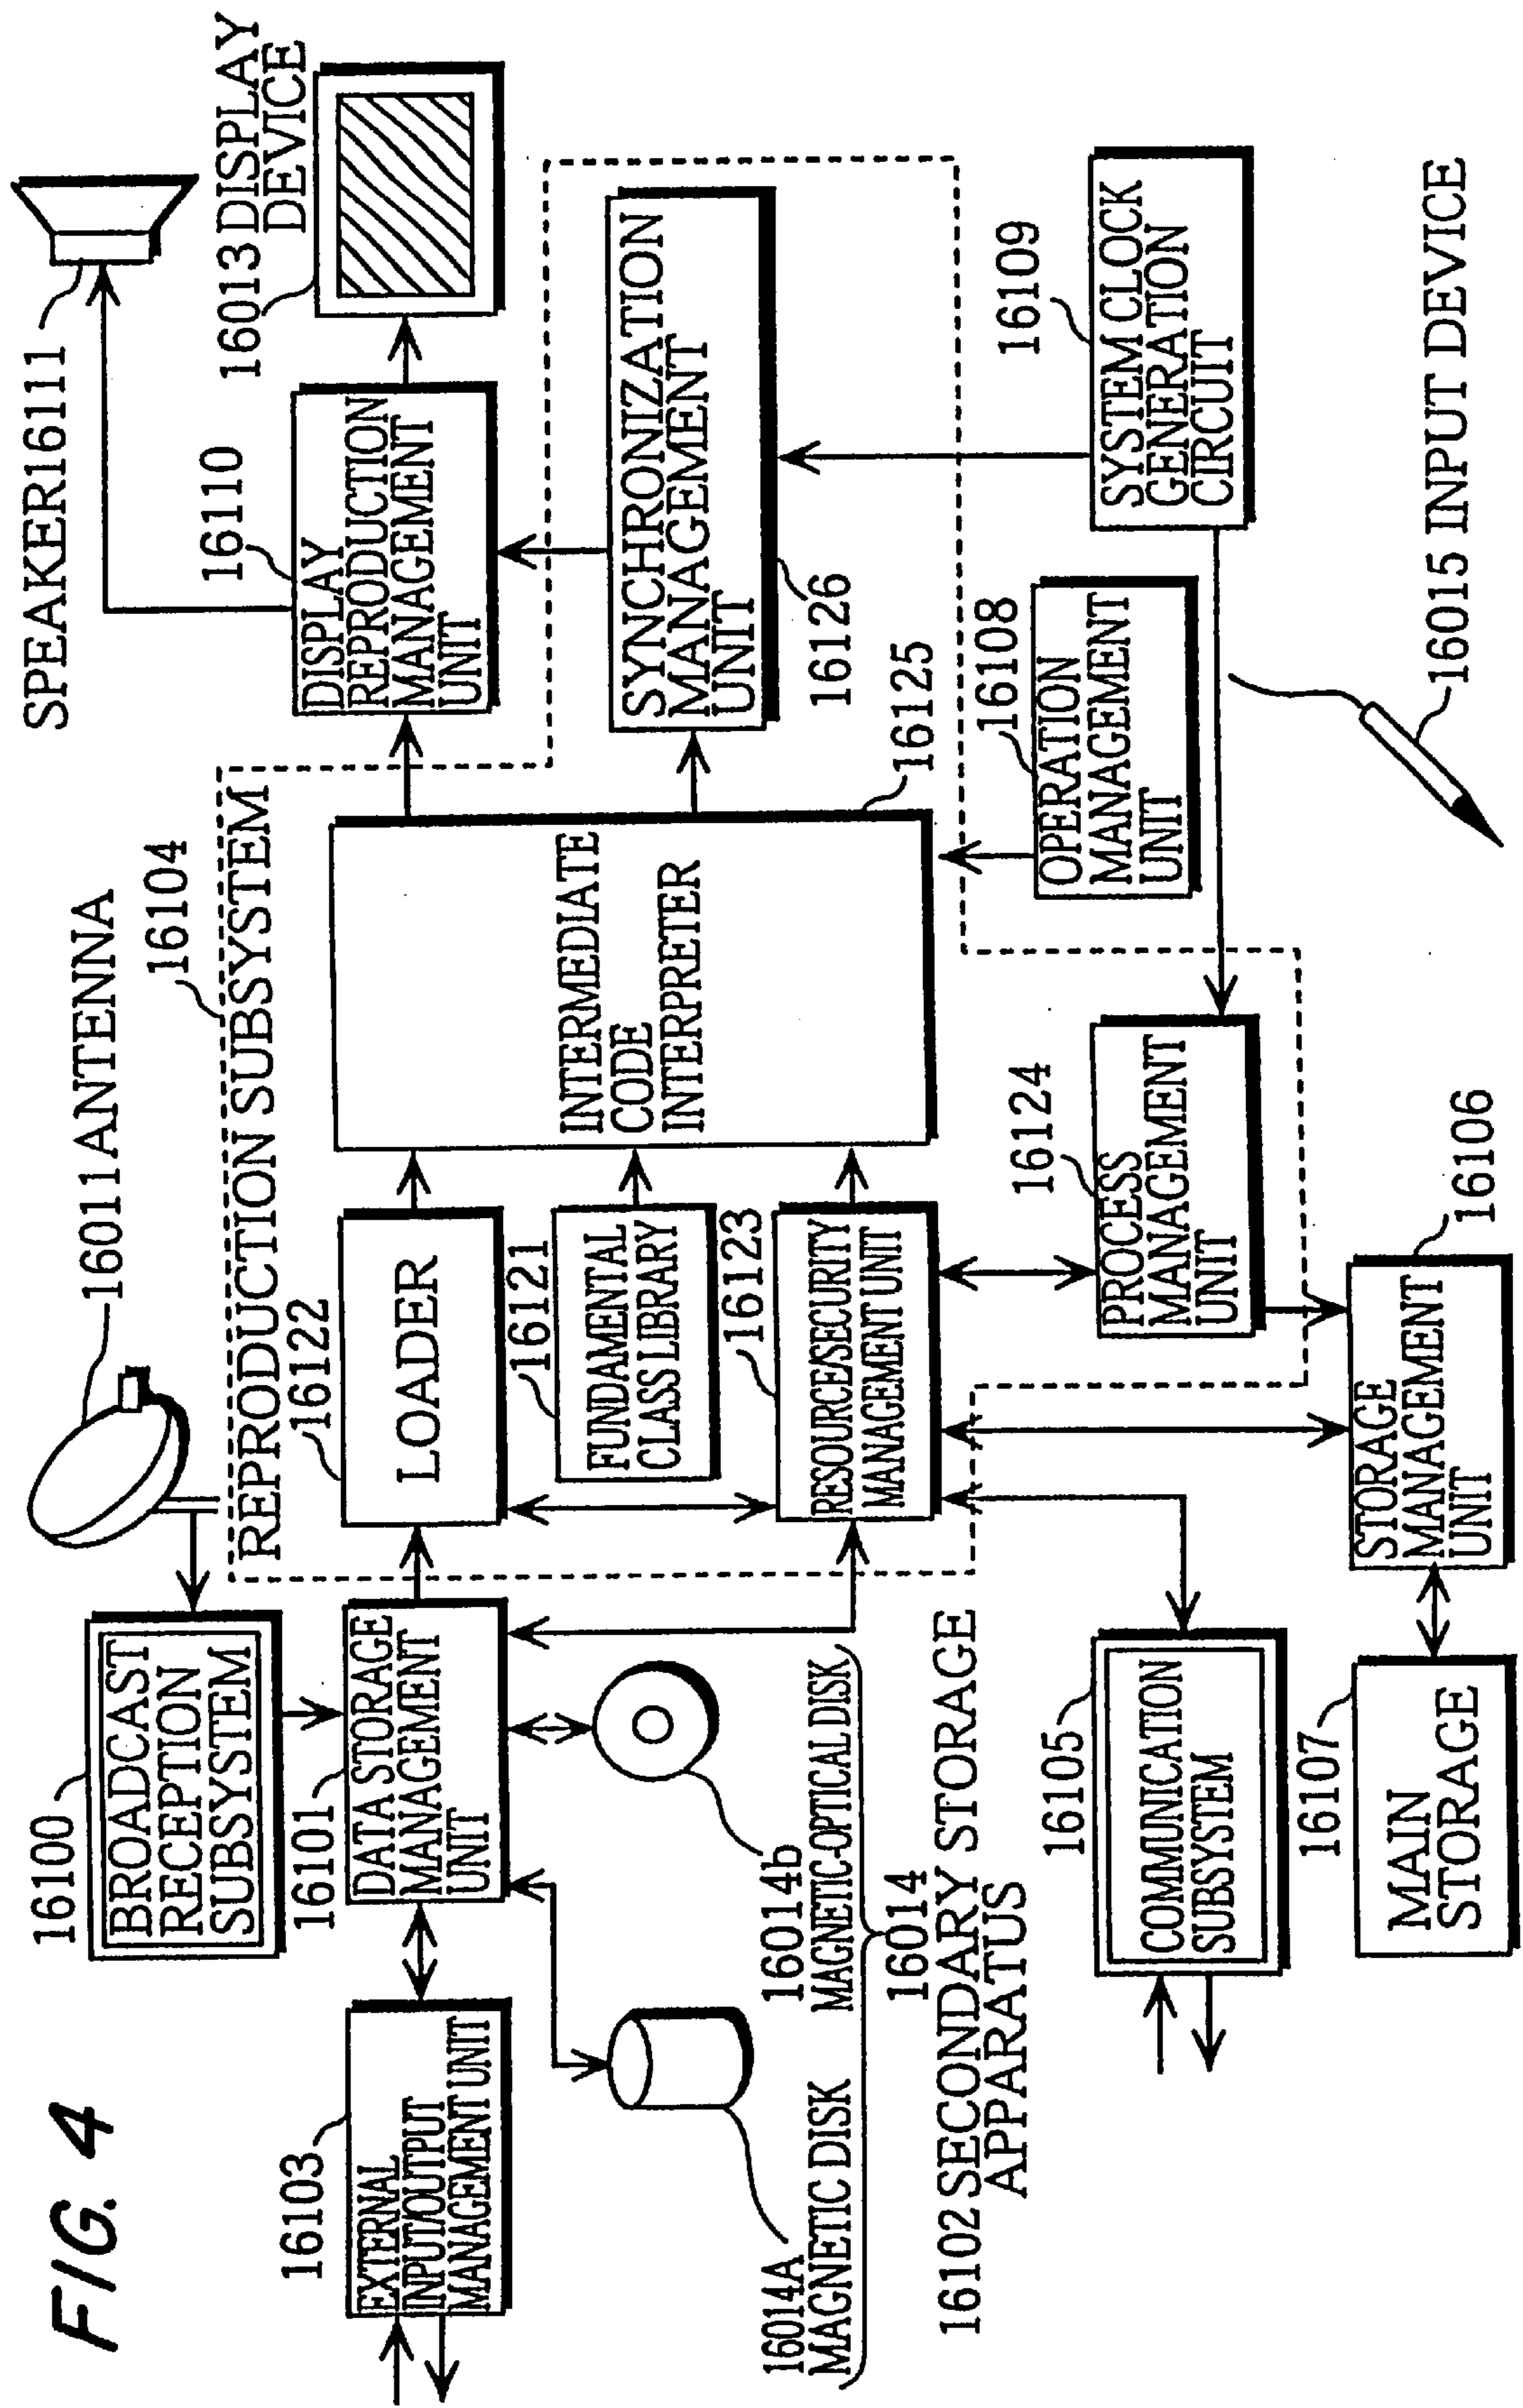 FIG. 4
SPEAKER16111
16011 ANTENNA
16013 DISPLAY
DEVICE
16110
DISPLAY
REPRODUCTION
MANAGEMENT
UNIT
16104
REPRODUCTION SUBSYSTEM
16100
BROADCAST
RECEPTION
SUBSYSTEM
16103
EXTERNAL
INPUT/OUTPUT
MANAGEMENT UNIT
16101
DATA STORAGE
MANAGEMENT
UNIT
16122
LOADER
16121
FUNDAMENTAL
CLASS LIBRARY
16123
RESOURCE/SECURITY
MANAGEMENT UNIT
INTERMEDIATE
CODE
INTERPRETER
16125
SYNCHRONIZATION
MANAGEMENT
UNIT
16126
16014A
MAGNETIC DISK
16014b
MAGNETIC-OPTICAL DISK
16014
16102 SECONDARY STORAGE
APPARATUS
16108
OPERATION
MANAGEMENT
UNIT
16109
SYSTEM CLOCK
GENERATION
CIRCUIT
16124
PROCESS
MANAGEMENT
UNIT
16105
COMMUNICATION
SUBSYSTEM
16107
MAIN
STORAGE
16106
STORAGE
MANAGEMENT
UNIT
16015 INPUT DEVICE